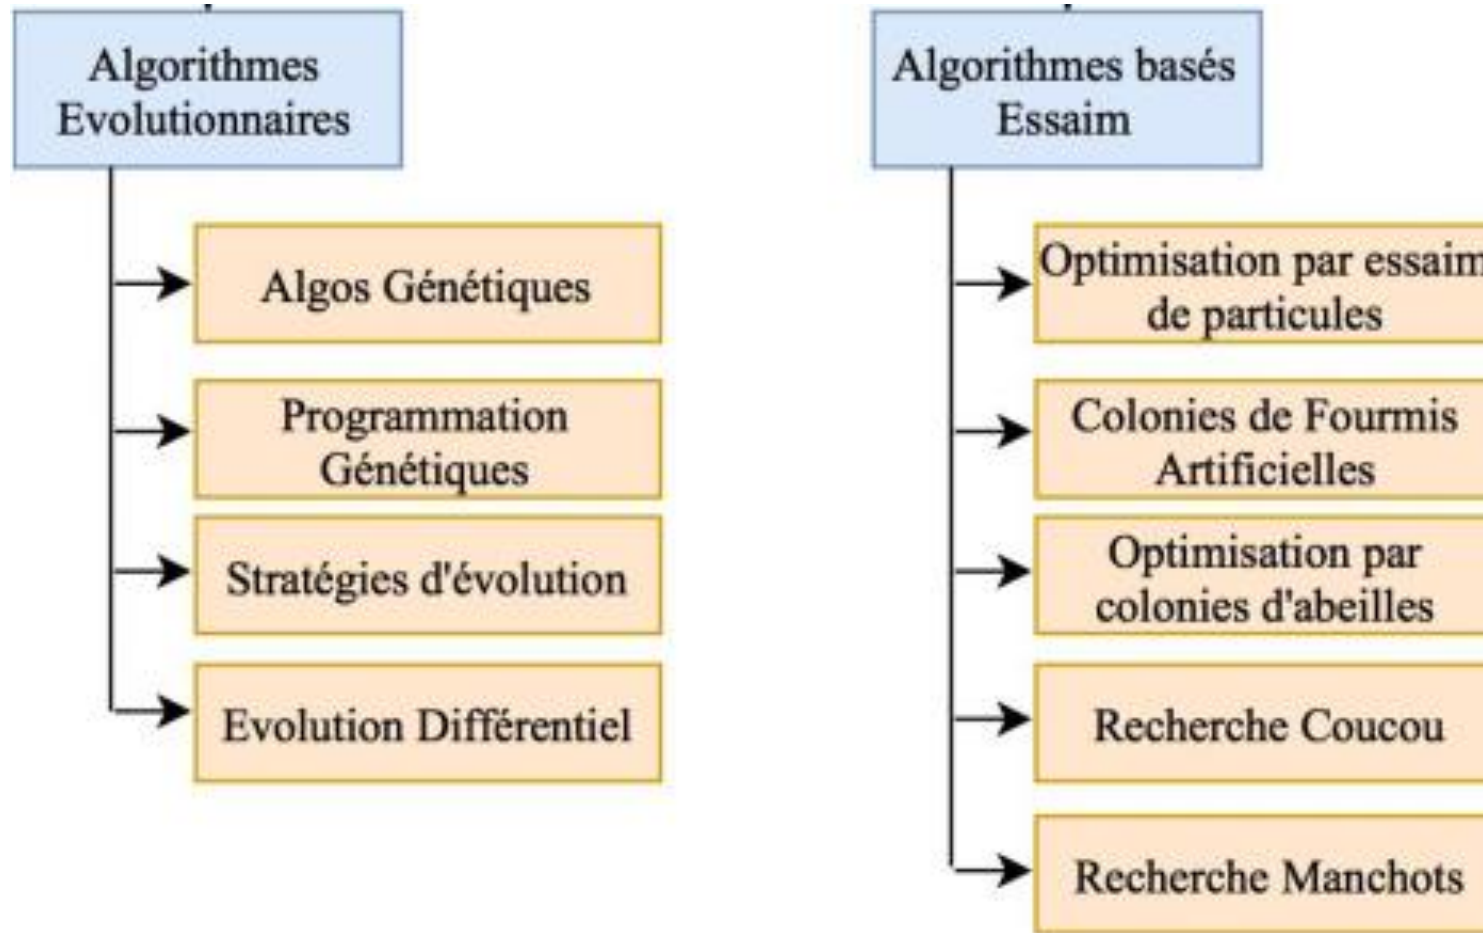 Algorithmes
Evolutionnaires
Algos Génétiques
Programmation
Génétiques
Stratégies d'évolution
Evolution Différentiel
Algorithmes basés
Essaim
Optimisation par essaim
de particules
Colonies de Fourmis
Artificielles
Optimisation par
colonies d'abeilles
Recherche Coucou
Recherche Manchots